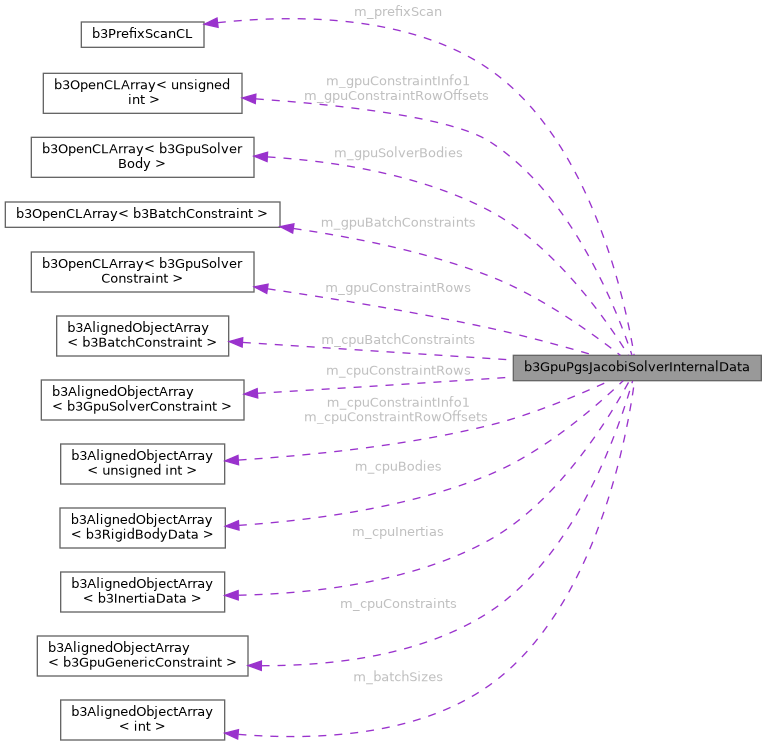 m_prefixScan
b3PrefixScanCL
b3OpenCLArray< unsigned
int >
m_gpuConstraintInfo1
m_gpuConstraintRowOffsets
b3OpenCLArray< b3GpuSolver
Body >
m_gpuSolverBodies
b3OpenCLArray< b3BatchConstraint >
m_gpuBatchConstraints
b3OpenCLArray< b3GpuSolver
Constraint >
m_gpuConstraintRows
b3AlignedObjectArray
< b3BatchConstraint >
m_cpuBatchConstraints
b3GpuPgsJacobiSolverInternalData
b3AlignedObjectArray
< b3GpuSolverConstraint >
m_cpuConstraintRows
m_cpuConstraintInfo1
m_cpuConstraintRowOffsets
b3AlignedObjectArray
< unsigned int >
m_cpuBodies
b3AlignedObjectArray
< b3RigidBodyData >
m_cpuInertias
b3AlignedObjectArray
< b3InertiaData >
m_cpuConstraints
b3AlignedObjectArray
< b3GpuGenericConstraint >
m_batchSizes
b3AlignedObjectArray
< int >